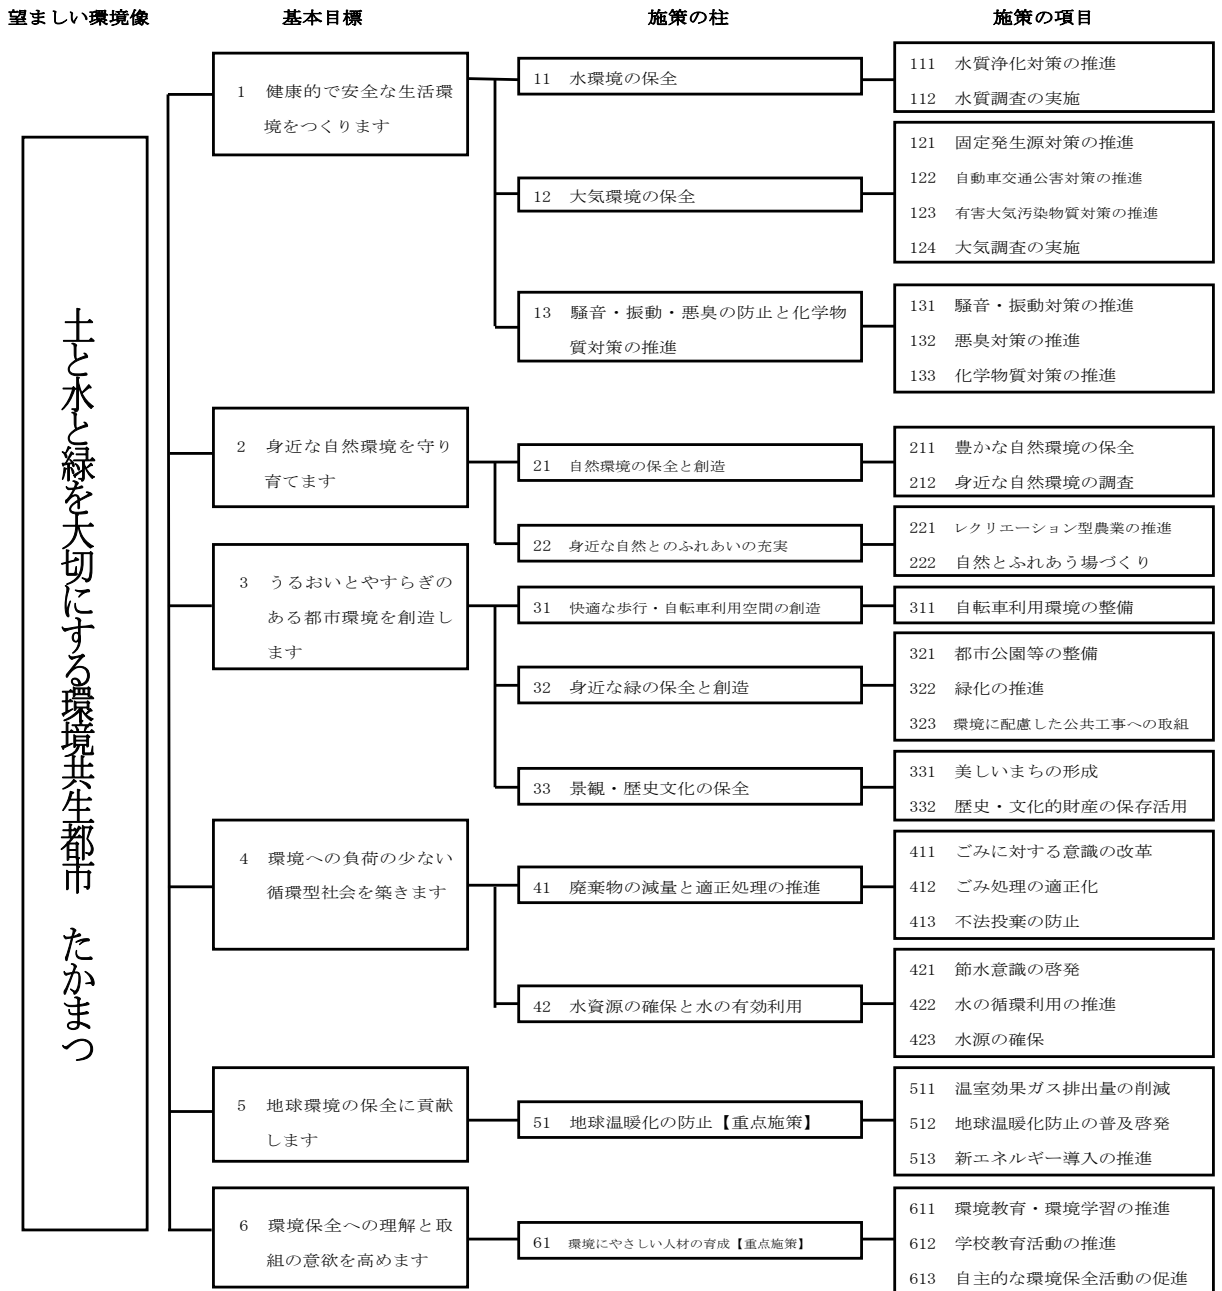 望ましい環境像
基本目標
施策の柱
施策の項目
土と水と緑を大切にする環境共生都市　たかまつ
1　健康的で安全な生活環
境をつくります
11　水環境の保全
111　水質浄化対策の推進
112　水質調査の実施
12　大気環境の保全
121　固定発生源対策の推進
122　自動車交通公害対策の推進
123　有害大気汚染物質対策の推進
124　大気調査の実施
13　騒音・振動・悪臭の防止と化学物
質対策の推進
131　騒音・振動対策の推進
132　悪臭対策の推進
133　化学物質対策の推進
2　身近な自然環境を守り
育てます
21　自然環境の保全と創造
211　豊かな自然環境の保全
212　身近な自然環境の調査
22　身近な自然とのふれあいの充実
221　レクリエーション型農業の推進
222　自然とふれあう場づくり
3　うるおいとやすらぎの
ある都市環境を創造し
ます
31　快適な歩行・自転車利用空間の創造
311　自転車利用環境の整備
32　身近な緑の保全と創造
321　都市公園等の整備
322　緑化の推進
323　環境に配慮した公共工事への取組
33　景観・歴史文化の保全
331　美しいまちの形成
332　歴史・文化的財産の保存活用
4　環境への負荷の少ない
循環型社会を築きます
41　廃棄物の減量と適正処理の推進
411　ごみに対する意識の改革
412　ごみ処理の適正化
413　不法投棄の防止
42　水資源の確保と水の有効利用
421　節水意識の啓発
422　水の循環利用の推進
423　水源の確保
5　地球環境の保全に貢献
します
51　地球温暖化の防止【重点施策】
511　温室効果ガス排出量の削減
512　地球温暖化防止の普及啓発
513　新エネルギー導入の推進
6　環境保全への理解と取
組の意欲を高めます
61　環境にやさしい人材の育成【重点施策】
611　環境教育・環境学習の推進
612　学校教育活動の推進
613　自主的な環境保全活動の促進